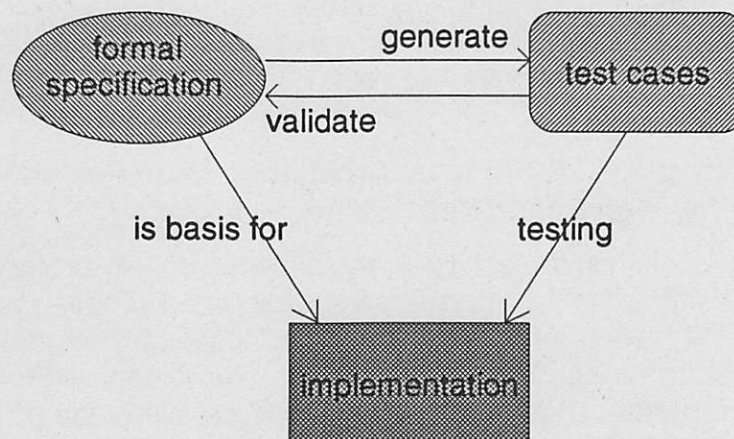 formal
specification
generate
test cases
validate
is basis for
testing
implementation